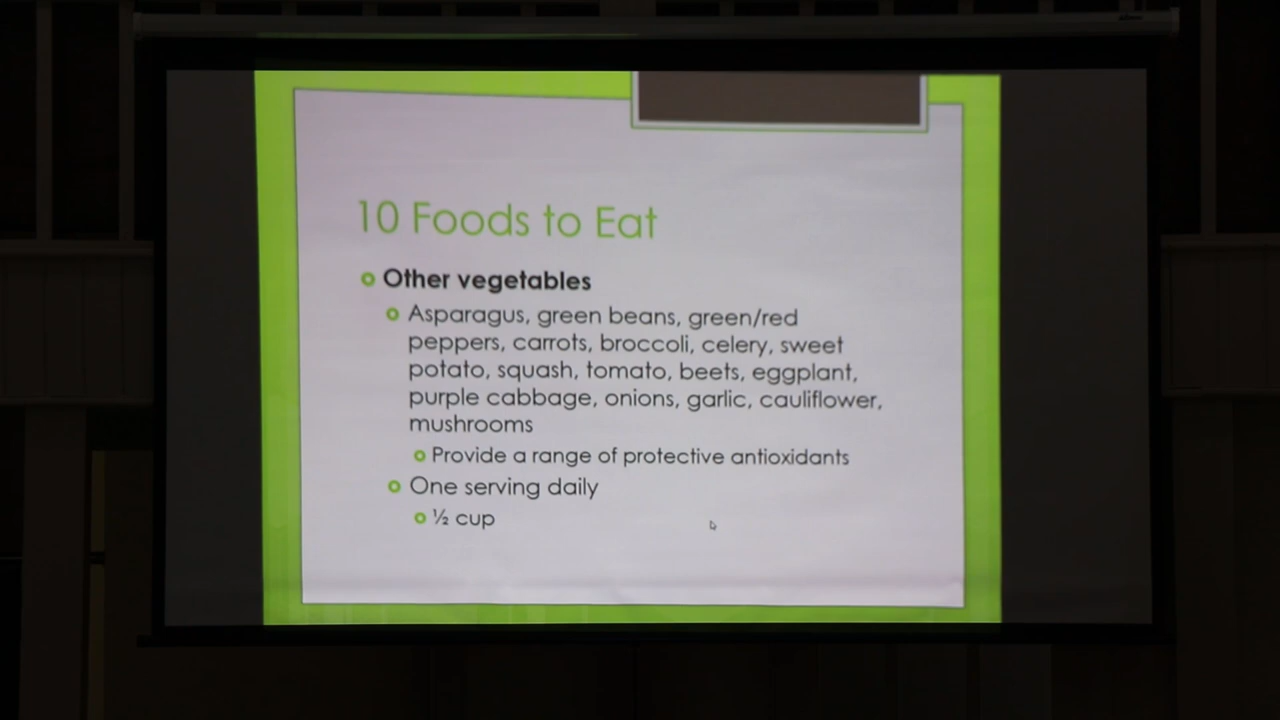 10 Foods to Eat
Other vegetables
Asparagus, green beans, green/red
peppers, carrots, broccoli, celery, sweet
potato, squash, tomato, beets, eggplant,
purple cabbage, onions, garlic, cauliflower,
mushrooms
Provide a range of protective antioxidants
One serving daily
½ cup